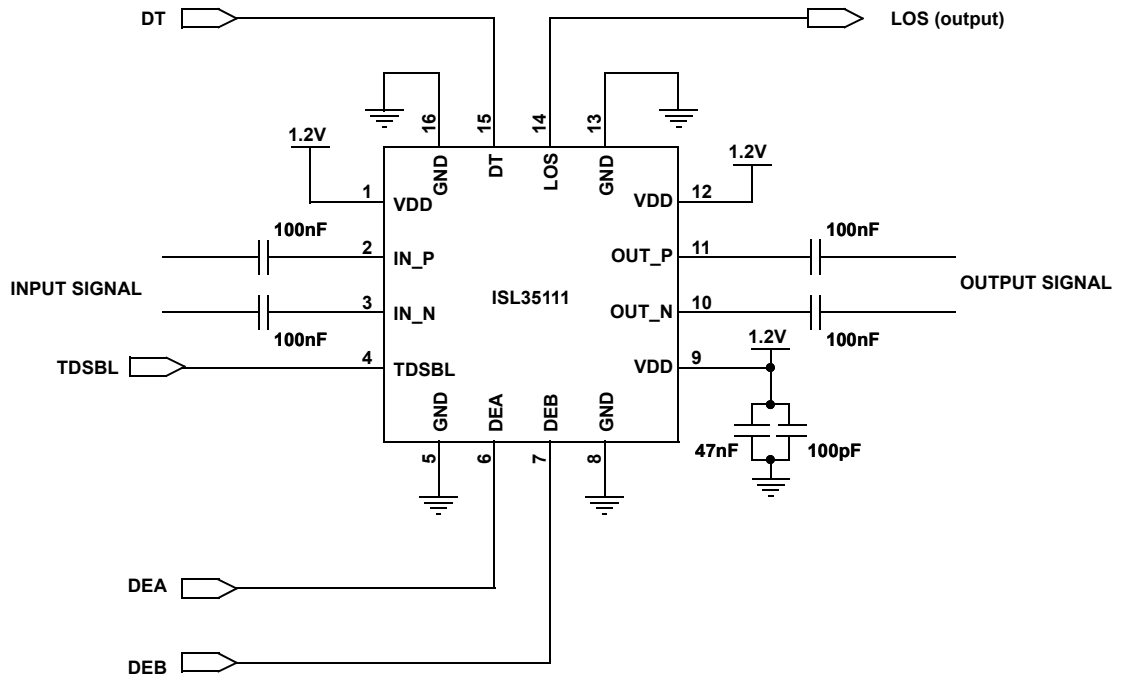 DT
LOS (output)
16
15
14
13
1.2V
GND
DT
LOS
GND
1.2V
1
VDD
VDD
12
100nF
100nF
2
IN_P
OUT_P
11
INPUT SIGNAL
ISL35111
OUTPUT SIGNAL
3
IN_N
OUT_N
10
100nF
100nF
1.2V
TDSBL
4
TDSBL
VDD
9
GND
DEA
DEB
GND
47nF
100pF
5
6
7
8
DEA
DEB